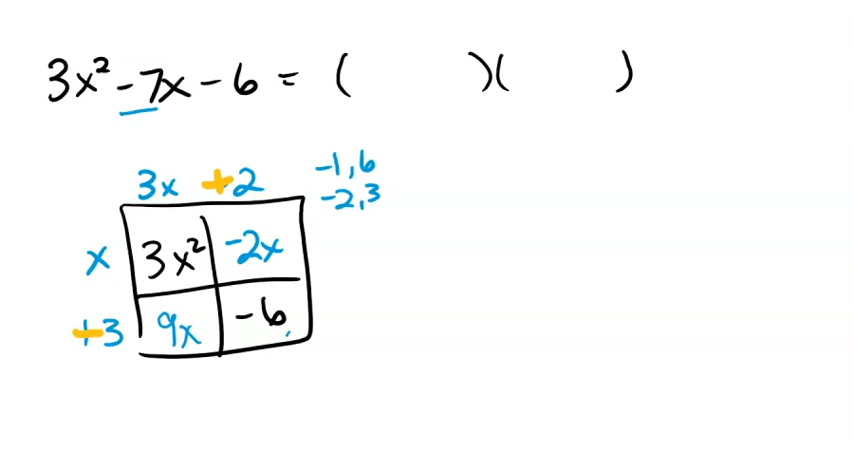 3x² - 7x - 6 = ( )( )
-1, 6
3x +2
-2, 3
x 3x² -2x
+3 9x -6